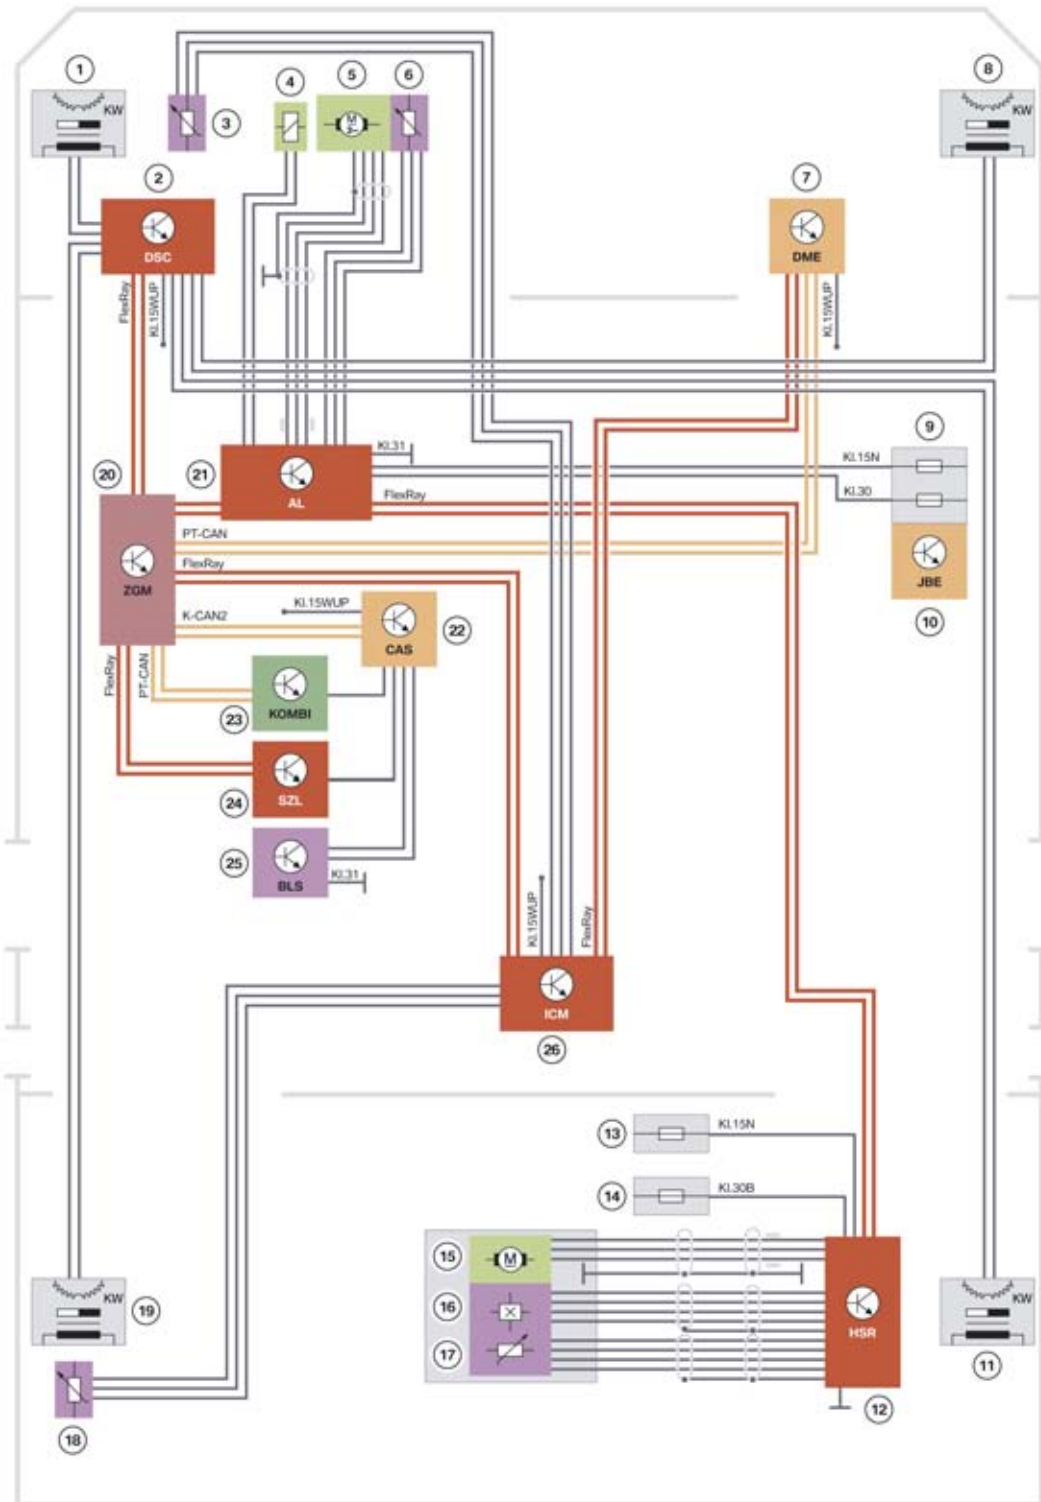 1
KW
3
4
5
6
8
KW
2
DSC
7
DME
FlexRay
Kl.15WUP
Kl.15WUP
9
Kl.31
Kl.15N
20
21
AL
FlexRay
Kl.30
PT-CAN
FlexRay
ZGM
JBE
Kl.15WUP
K-CAN2
22
10
CAS
FlexRay
PT-CAN
KOMBI
23
SZL
24
25
Kl.31
BLS
Kl.15WUP
FlexRay
ICM
26
13
Kl.15N
14
Kl.30B
15
M
16
17
HSR
KW
19
KW
11
12
18